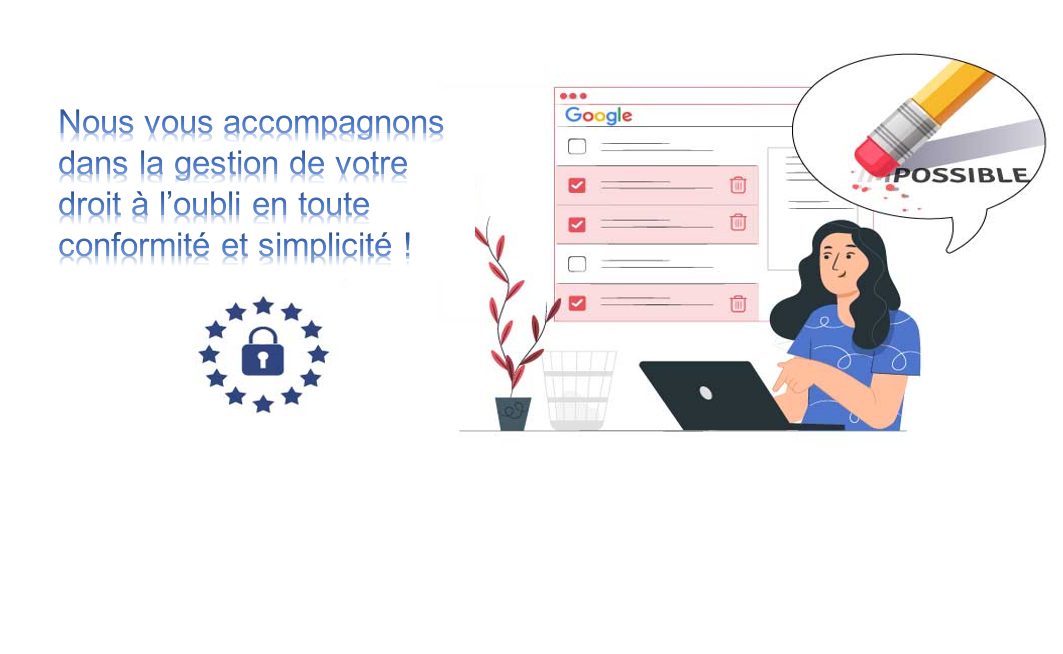 Nous vous accompagnons
dans la gestion de votre
droit à l’oubli en toute
conformité et simplicité !
Google
IMPOSSIBLE